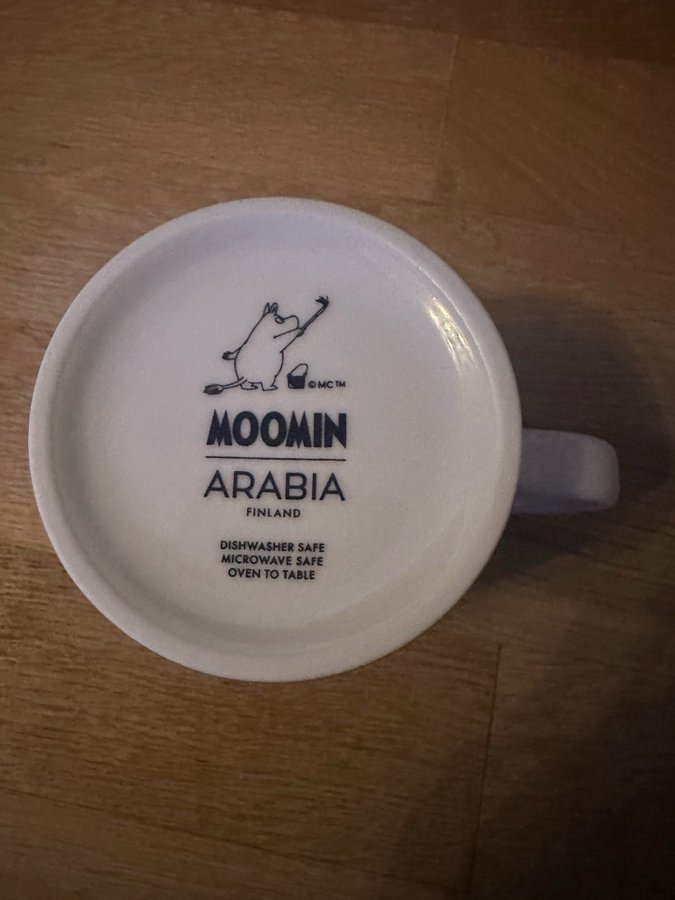 ©MC™
MOOMIN
ARABIA
FINLAND
DISHWASHER SAFE
MICROWAVE SAFE
OVEN TO TABLE